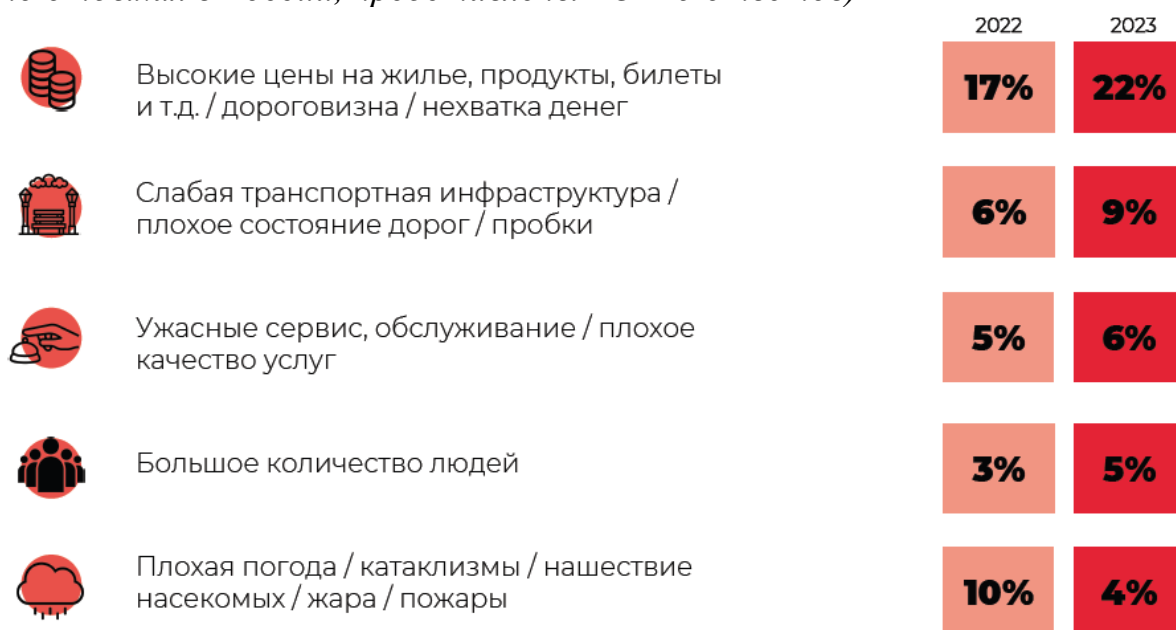 2022 2023
Высокие цены на жилье, продукты, билеты
и т.д. / дороговизна / нехватка денег
17% 22%
Слабая транспортная инфраструктура /
плохое состояние дорог / пробки
6% 9%
Ужасные сервис, обслуживание / плохое
качество услуг
5% 6%
Большое количество людей
3% 5%
Плохая погода / катаклизмы / нашествие
насекомых / жара / пожары
10% 4%